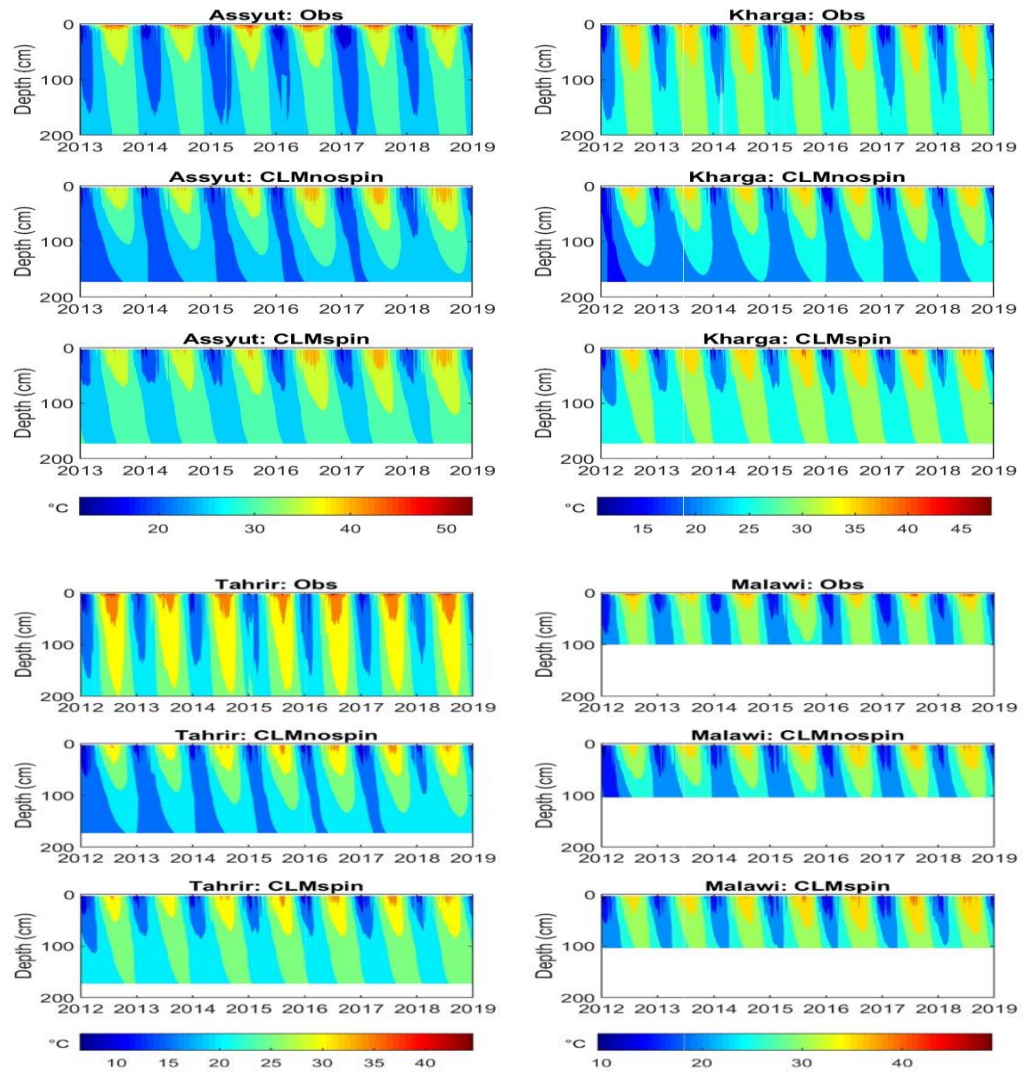 Assyut: Obs
0
100
200
Depth (cm)
2013 2014 2015 2016 2017 2018 2019
Kharga: Obs
0
100
200
Depth (cm)
2012 2013 2014 2015 2016 2017 2018 2019
Assyut: CLMnospin
0
100
200
Depth (cm)
2013 2014 2015 2016 2017 2018 2019
Kharga: CLMnospin
0
100
200
Depth (cm)
2012 2013 2014 2015 2016 2017 2018 2019
Assyut: CLMspin
0
100
200
Depth (cm)
2013 2014 2015 2016 2017 2018 2019
Kharga: CLMspin
0
100
200
Depth (cm)
2012 2013 2014 2015 2016 2017 2018 2019
°C
20 30 40 50
°C
15 20 25 30 35 40 45
Tahrir: Obs
0
100
200
Depth (cm)
2012 2013 2014 2015 2016 2017 2018 2019
Malawi: Obs
0
100
200
Depth (cm)
2012 2013 2014 2015 2016 2017 2018 2019
Tahrir: CLMnospin
0
100
200
Depth (cm)
2012 2013 2014 2015 2016 2017 2018 2019
Malawi: CLMnospin
0
100
200
Depth (cm)
2012 2013 2014 2015 2016 2017 2018 2019
Tahrir: CLMspin
0
100
200
Depth (cm)
2012 2013 2014 2015 2016 2017 2018 2019
Malawi: CLMspin
0
100
200
Depth (cm)
2012 2013 2014 2015 2016 2017 2018 2019
°C
10 15 20 25 30 35 40
°C
10 20 30 40